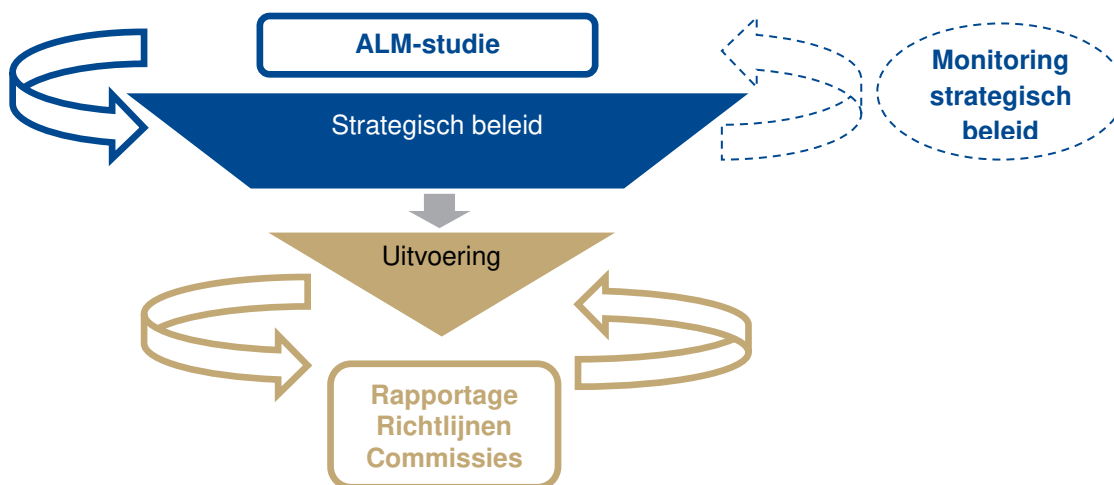 ALM-studie
Monitoring
strategisch
beleid
Strategisch beleid
Uitvoering
Rapportage
Richtlijnen
Commissies